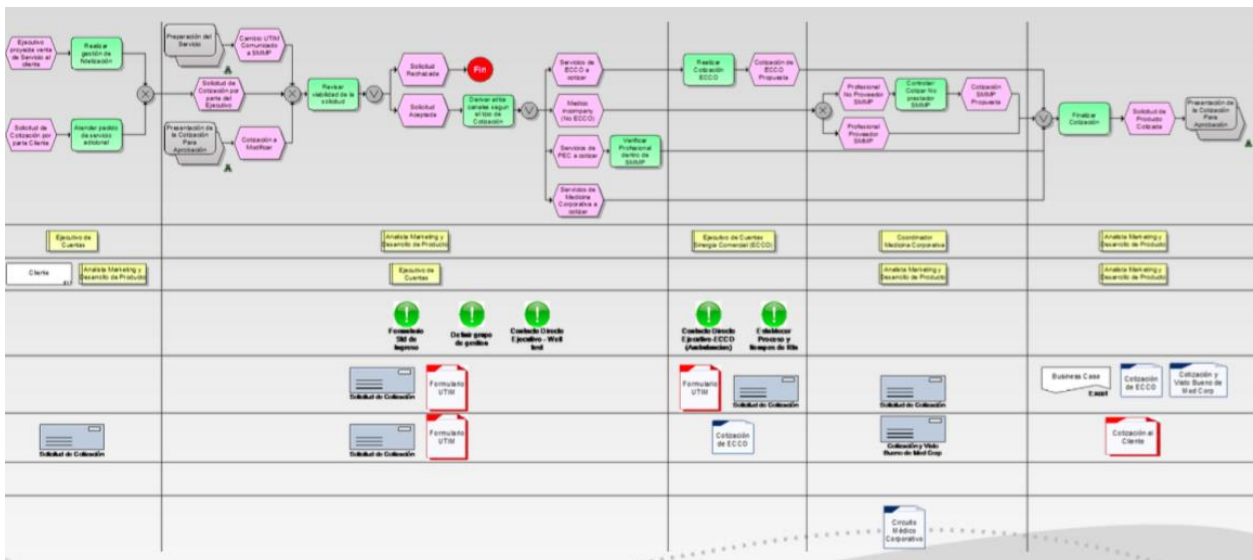 Ejecutivo
proyecta venta
de Servicio al
cliente
Realizar
gestión de
fidelización
Solicitud de
Cotización por
parte Cliente
Atender pedido
de servicio
adicional
Preparación del
Servicio
Cambio UTIM
Comunicado
a SMMP
Solicitud de
Cotización por
parte del
Ejecutivo
Presentación de
la Cotización
Para
Aprobación
Cotización a
Modificar
Revisar
viabilidad de la
solicitud
Solicitud
Rechazada
Fin
Solicitud
Aceptada
Derivar a los
canales según
el tipo de
Cotización
Servicios de
ECCO a
cotizar
Medico
incompany
(No ECCO)
Servicios de
PEC a cotizar
Verificar
Profesional
dentro de
SMMP
Servicios de
Medicina
Corporativa a
cotizar
Realizar
Cotización
ECCO
Cotización de
ECCO
Propuesta
Profesional
No Proveedor
SMMP
Controlar/
Cotizar No
prestador
SMMP
Cotización
SMMP
Propuesta
Profesional
Proveedor
SMMP
Finalizar
Cotización
Solicitud de
Producto
Cotizada
Presentación
de la Cotización
Para
Aprobación
Ejecutivo de
Cuentas
Analista Marketing y
Desarrollo de Producto
Ejecutivo de Cuentas
Sinergia Comercial (ECCO)
Coordinador
Medicina Corporativa
Analista Marketing y
Desarrollo de Producto
Cliente
Analista Marketing y
Desarrollo de Producto
Ejecutivo de
Cuentas
Analista Marketing y
Desarrollo de Producto
Analista Marketing y
Desarrollo de Producto
Formulario
Std de
Ingreso
Definir grupo
de gestion
Contacto Directo
Ejecutivo - Well
Contacto Directo
Ejecutivo-ECCO
(Ambulancias)
Establecer
Proceso y
tiempos de Rta
Solicitud de Cotización
Formulario
UTIM
Formulario
UTIM
Solicitud de Cotización
Solicitud de Cotización
Business Case
Excel
Cotización
de ECCO
Cotización y
Visto Bueno de
Med Corp
Solicitud de Cotización
Solicitud de Cotización
Formulario
UTIM
Cotización
de ECCO
Cotización y Visto
Bueno de Med Corp
Cotización al
Cliente
Circuito
Médico
Corporativo